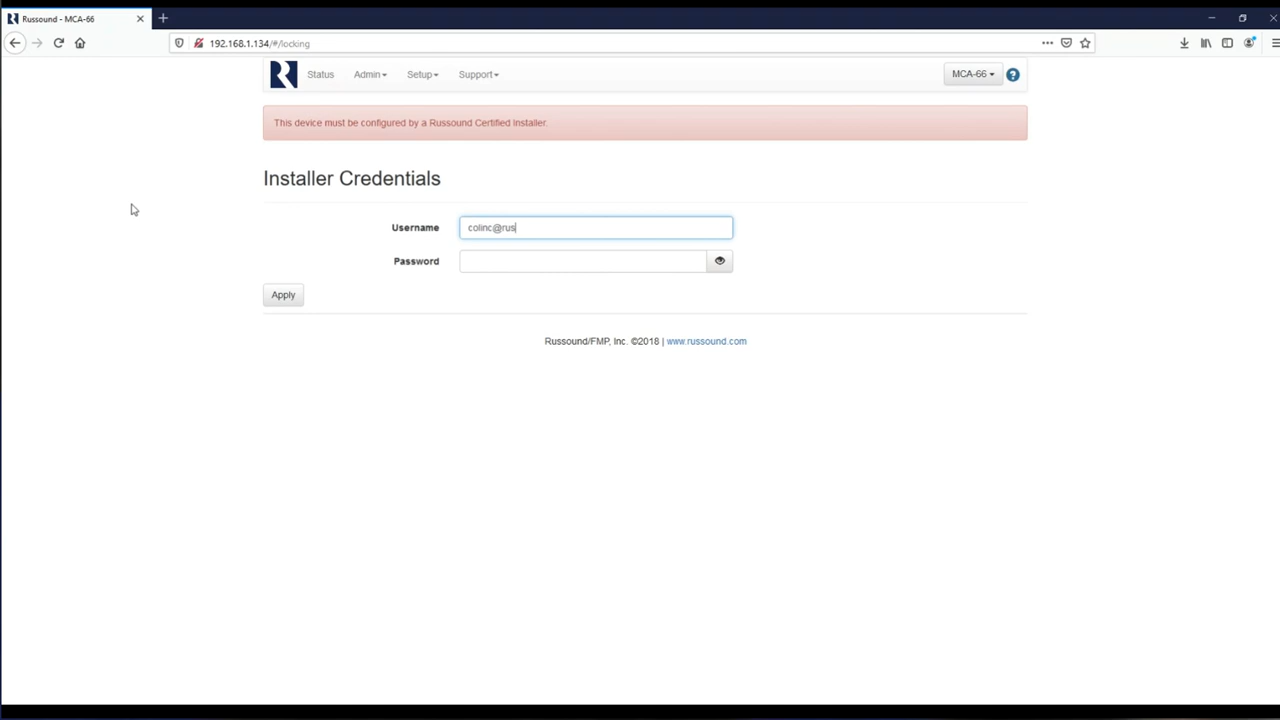 Russound - MCA-66
192.168.1.134/#/locking
Status Admin Setup Support MCA-66
This device must be configured by a Russound Certified Installer.
Installer Credentials
Username colinc@rus
Password
Apply
Russound/FMP, Inc. ©2018 | www.russound.com